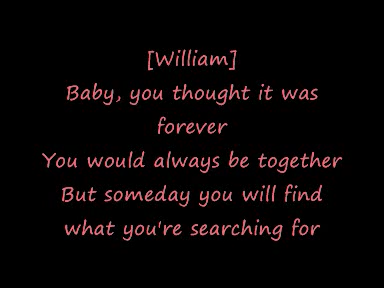 [William]
Baby, you thought it was
forever
You would always be together
But someday you will find
what you're searching for